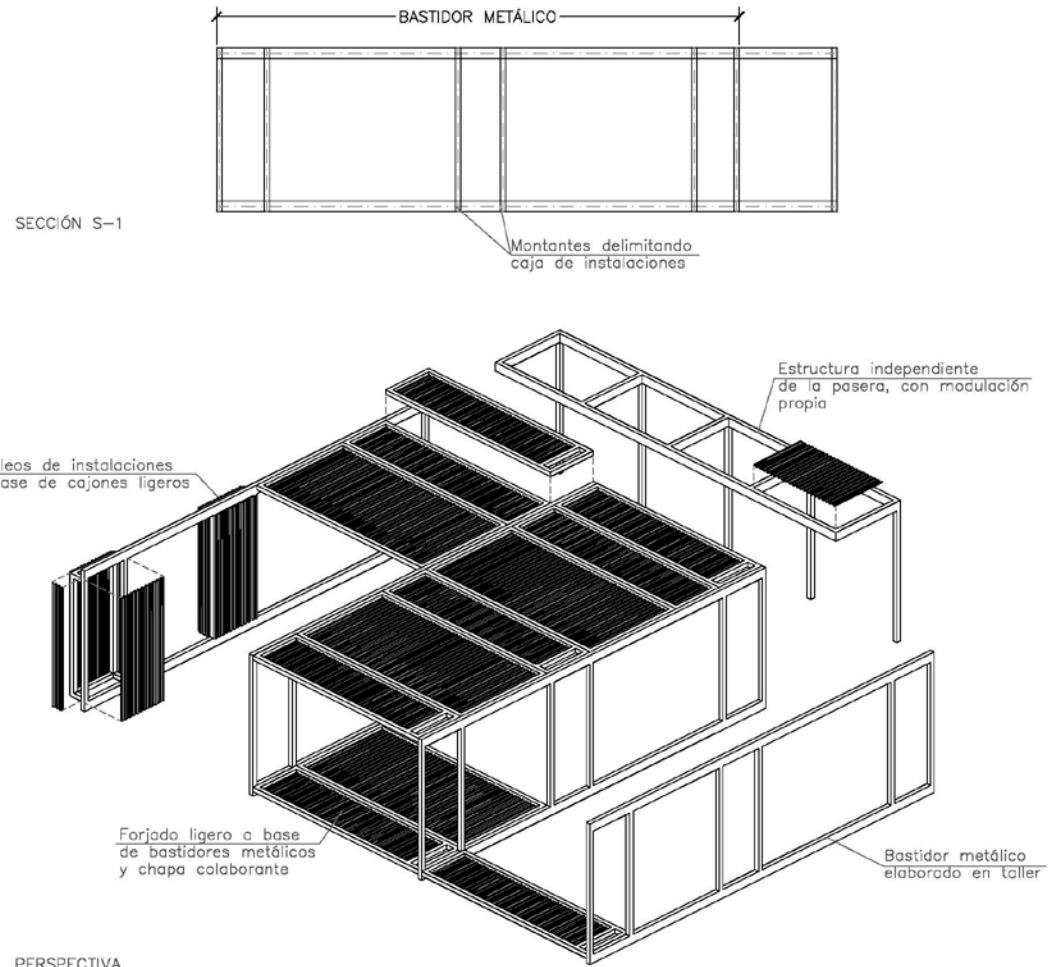 BASTIDOR METÁLICO
SECCIÓN S-1
Montantes delimitando
caja de instalaciones
Estructura independiente
de la pasera, con modulación
propia
leos de instalaciones
ase de cajones ligeros
Forjado ligero a base
de bastidores metálicos
y chapa colaborante
Bastidor metálico
elaborado en taller
PERSPECTIVA